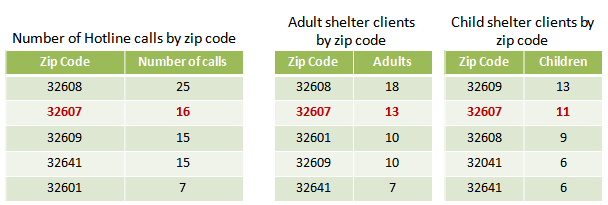 Number of Hotline calls by zip code
Zip Code Number of calls
32608 25
32607 16
32609 15
32641 15
32601 7
Adult shelter clients
by zip code
Zip Code Adults
32608 18
32607 13
32601 10
32609 10
32641 7
Child shelter clients by
zip code
Zip Code Children
32609 13
32607 11
32608 9
32041 6
32641 6